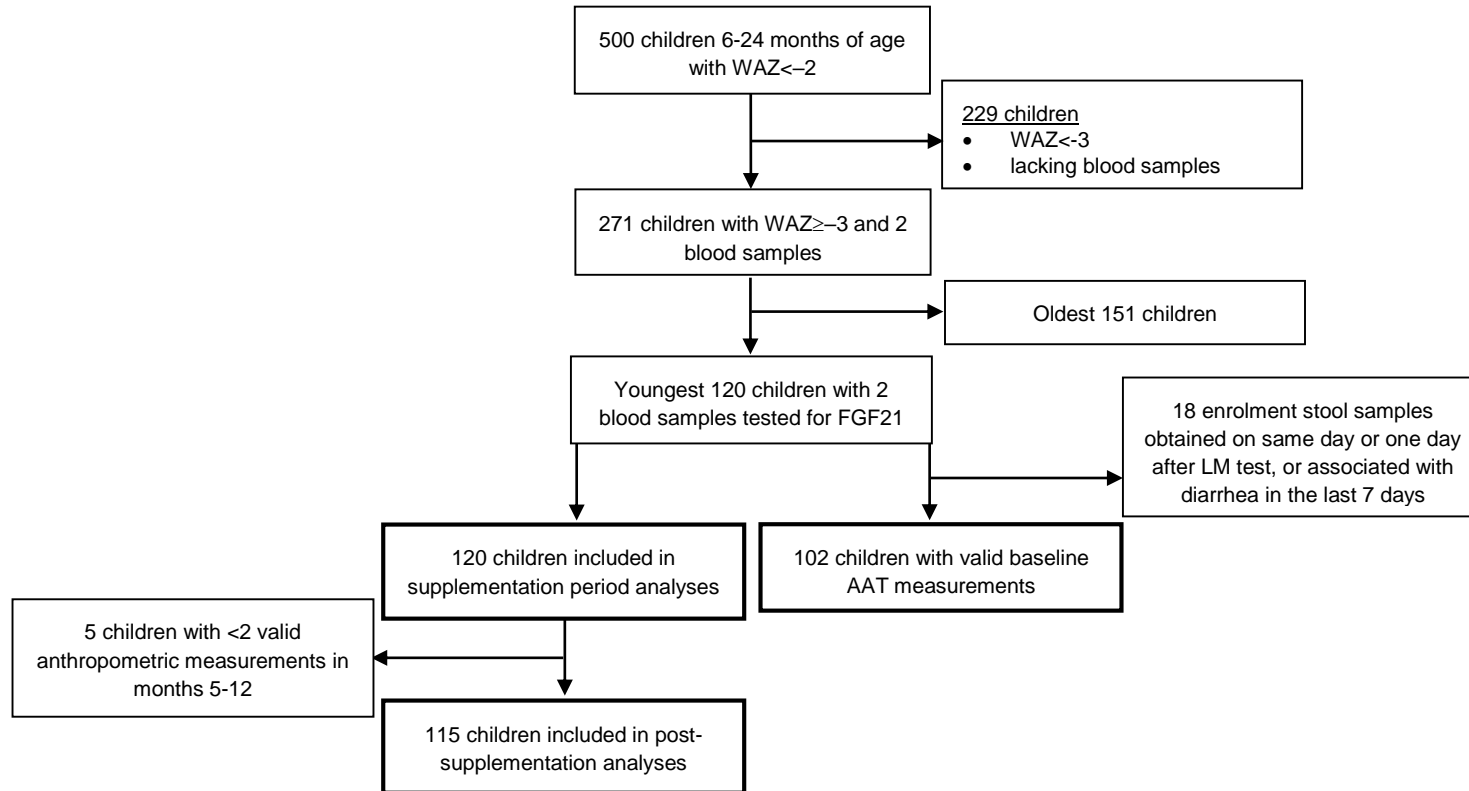 500 children 6-24 months of age
with WAZ<–2
229 children
• WAZ<-3
• lacking blood samples
271 children with WAZ≥–3 and 2
blood samples
Oldest 151 children
Youngest 120 children with 2
blood samples tested for FGF21
18 enrolment stool samples
obtained on same day or one day
after LM test, or associated with
diarrhea in the last 7 days
120 children included in
supplementation period analyses
102 children with valid baseline
AAT measurements
5 children with <2 valid
anthropometric measurements in
months 5-12
115 children included in post-
supplementation analyses